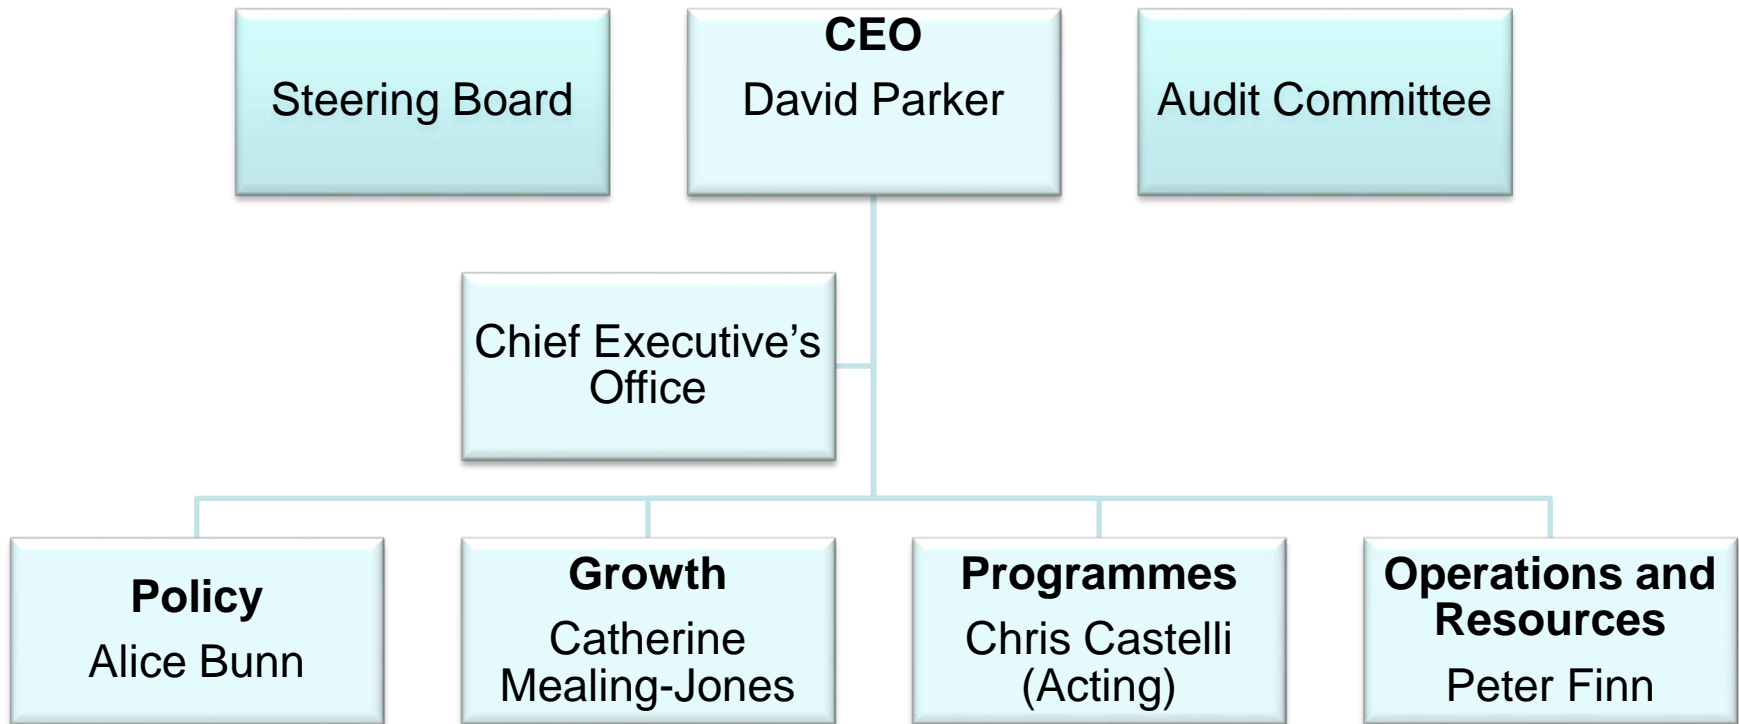 Steering Board
CEO
David Parker
Audit Committee
Chief Executive’s
Office
Policy
Alice Bunn
Growth
Catherine
Mealing-Jones
Programmes
Chris Castelli
(Acting)
Operations and
Resources
Peter Finn